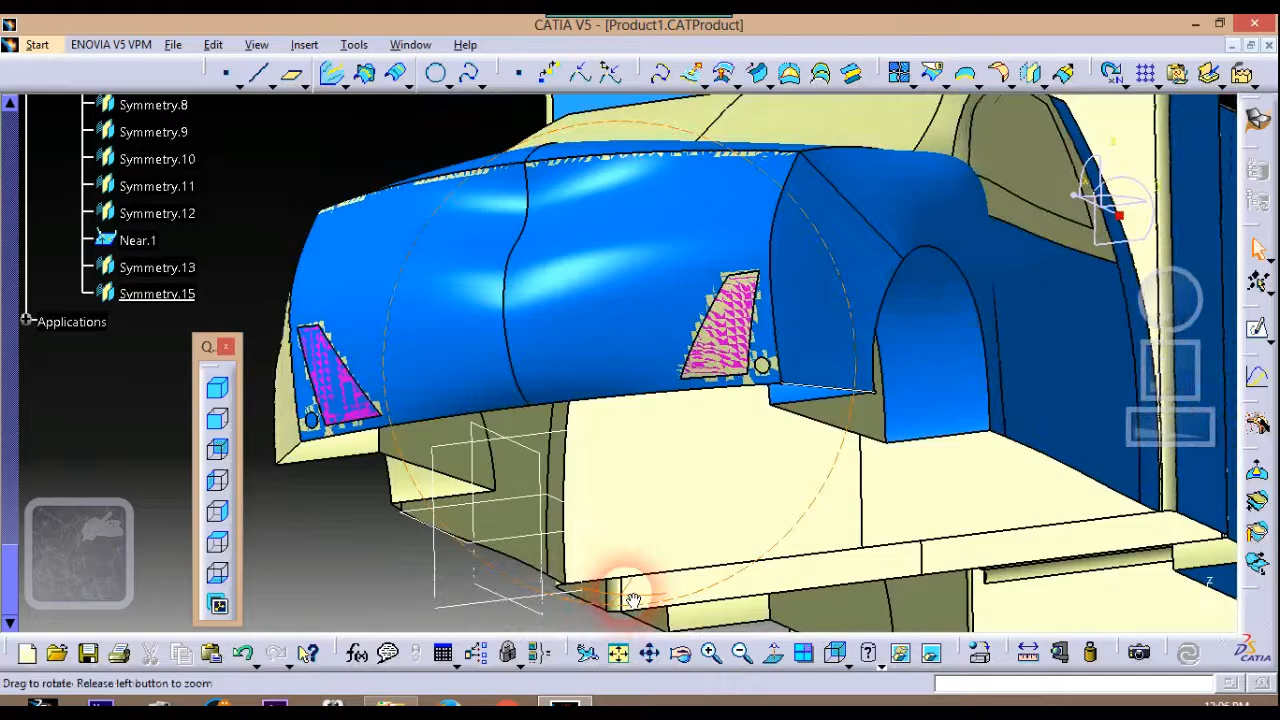 CATIA V5 - [Product1.CATProduct]
Start ENOVIA V5 VPM File Edit View Insert Tools Window Help
Symmetry.8
Symmetry.9
Symmetry.10
Symmetry.11
Symmetry.12
Near.1
Symmetry.13
Symmetry.15
Applications
Q..
Z
Drag to rotate. Release left button to zoom
CATIA